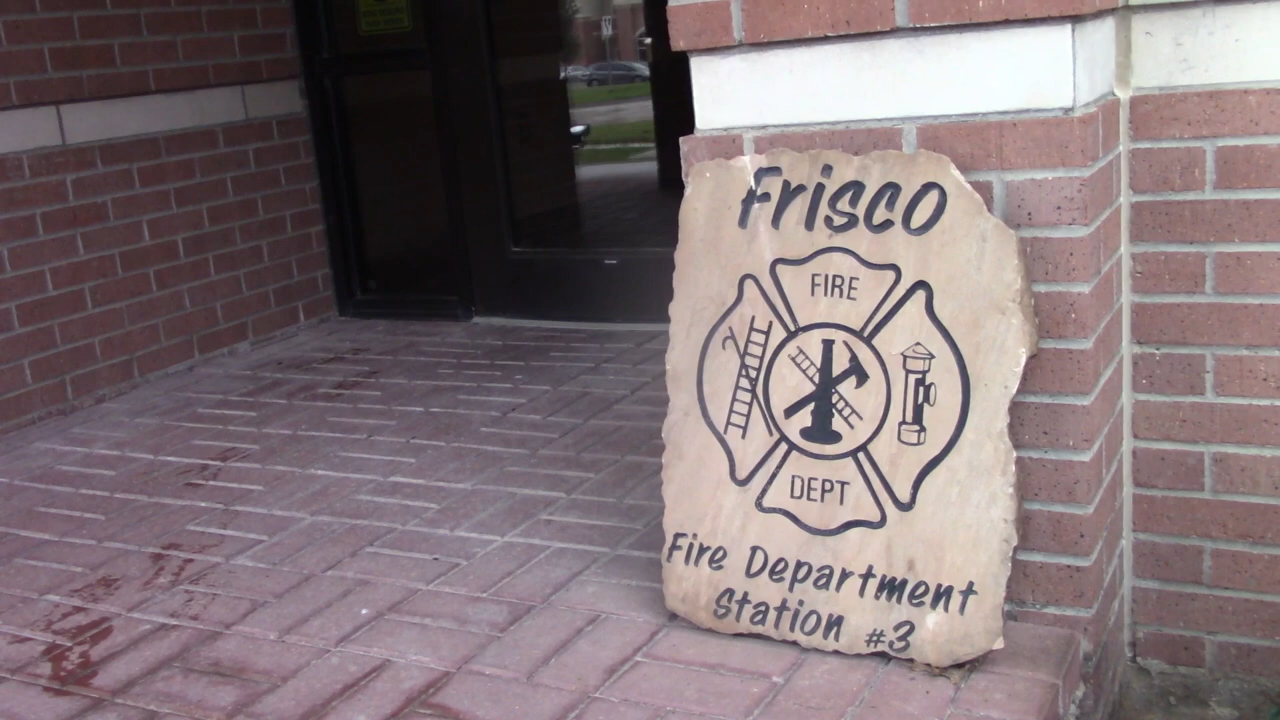 Frisco
FIRE
DEPT
Fire Department
Station #3